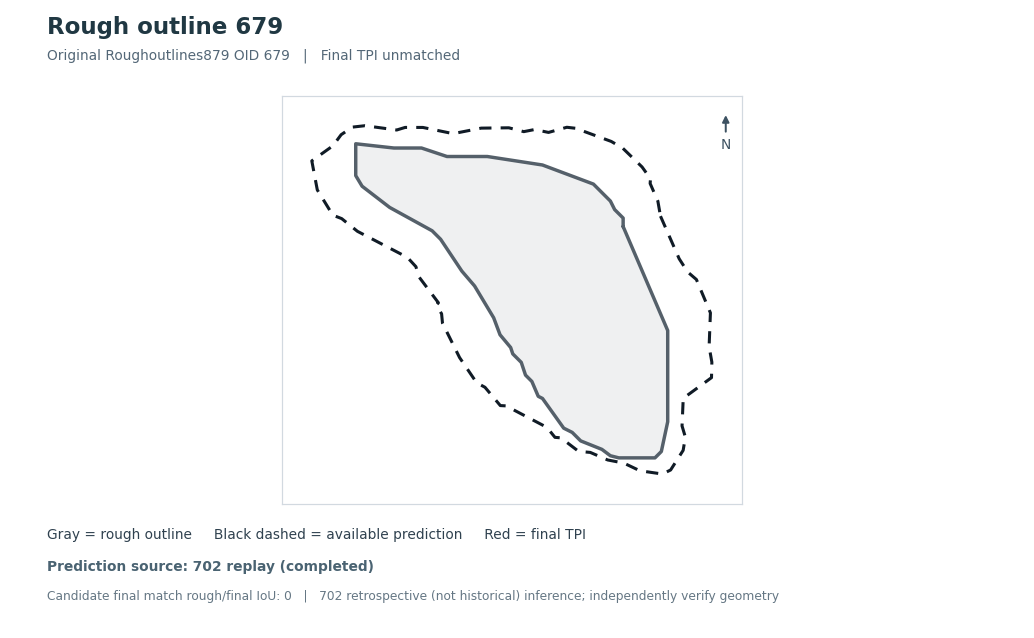 Rough outline 679
Original Roughoutlines879 OID 679   |   Final TPI unmatched
N
Gray = rough outline     Black dashed = available prediction     Red = final TPI
Prediction source: 702 replay (completed)
Candidate final match rough/final IoU: 0   |   702 retrospective (not historical) inference; independently verify geometry